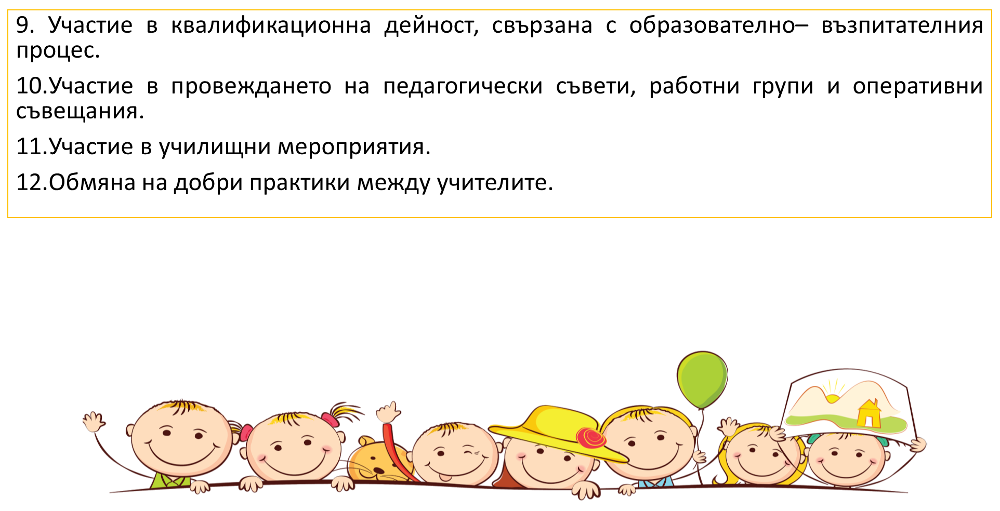 9. Участие в квалификационна дейност, свързана с образователно– възпитателния
процес.
10.Участие в провеждането на педагогически съвети, работни групи и оперативни
съвещания.
11.Участие в училищни мероприятия.
12.Обмяна на добри практики между учителите.